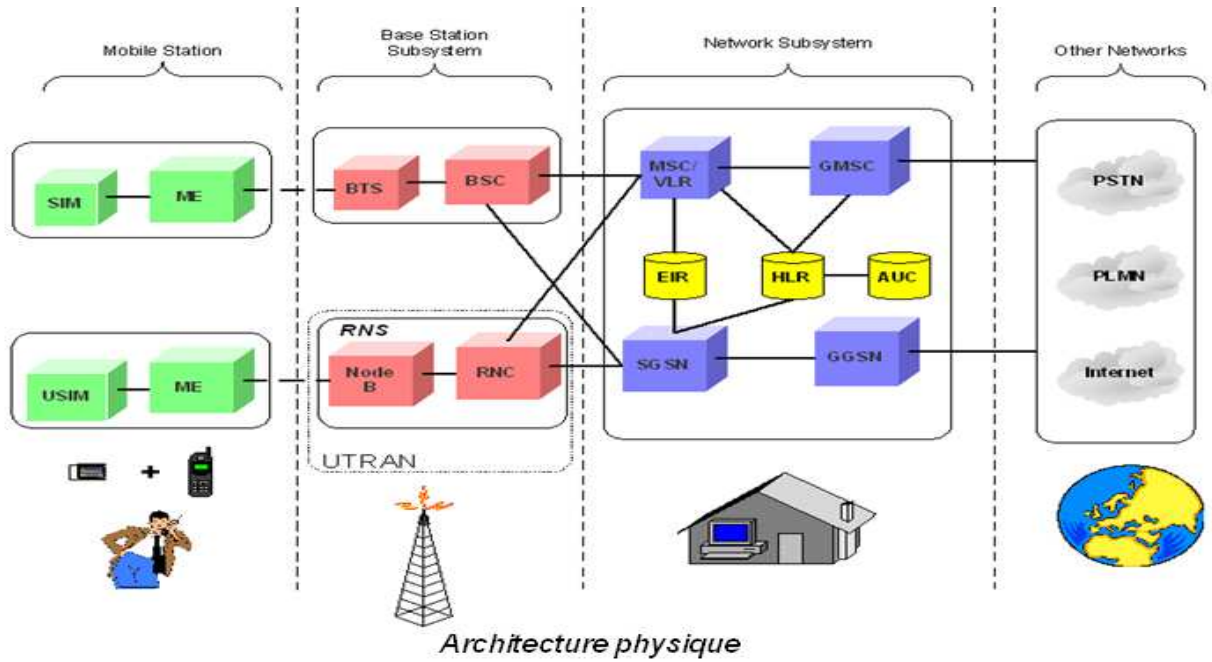 Mobile Station
Base Station
Subsystem
Network Subsystem
Other Networks
SIM
ME
BTS
BSC
MSC/
VLR
GMSC
PSTN
EIR
HLR
AUC
PLMN
RNS
USIM
ME
Node
B
RNC
SGSN
GGSN
Internet
UTRAN
+
Architecture physique